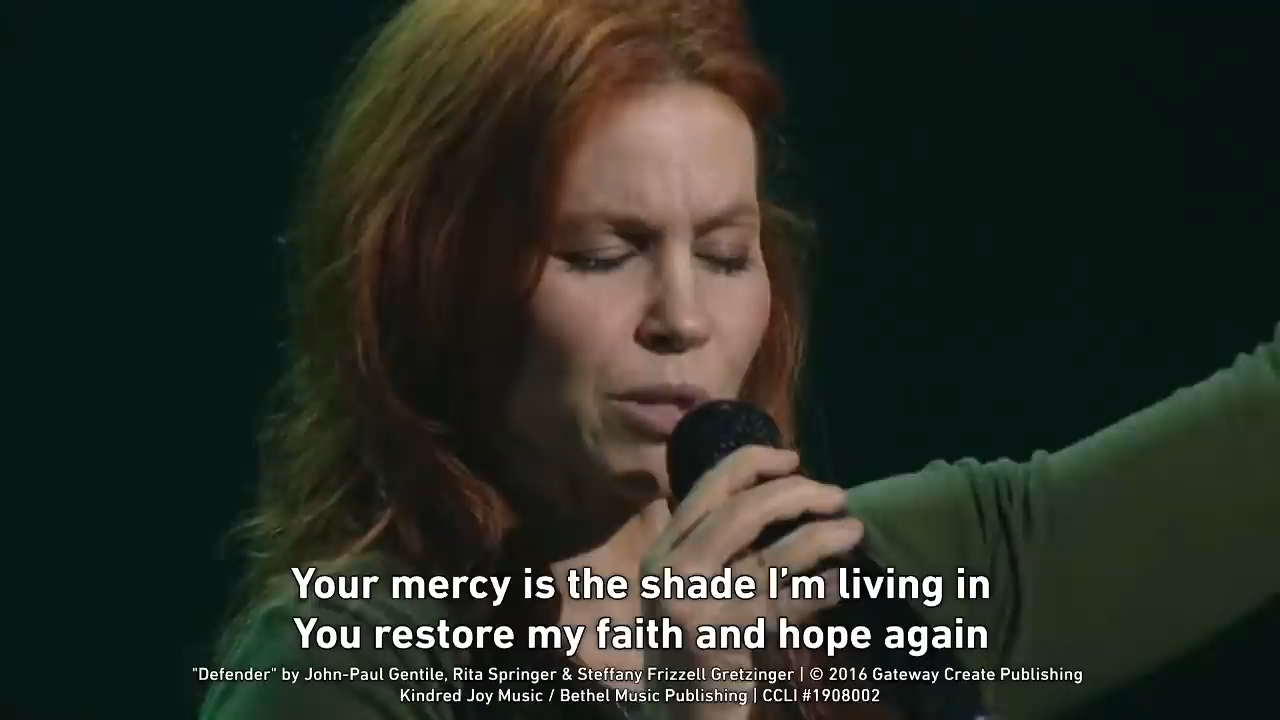 Your mercy is the shade I'm living in
You restore my faith and hope again
"Defender" by John-Paul Gentile, Rita Springer & Steffany Frizzell Gretzinger | © 2016 Gateway Create Publishing
Kindred Joy Music / Bethel Music Publishing | CCLI #1908002